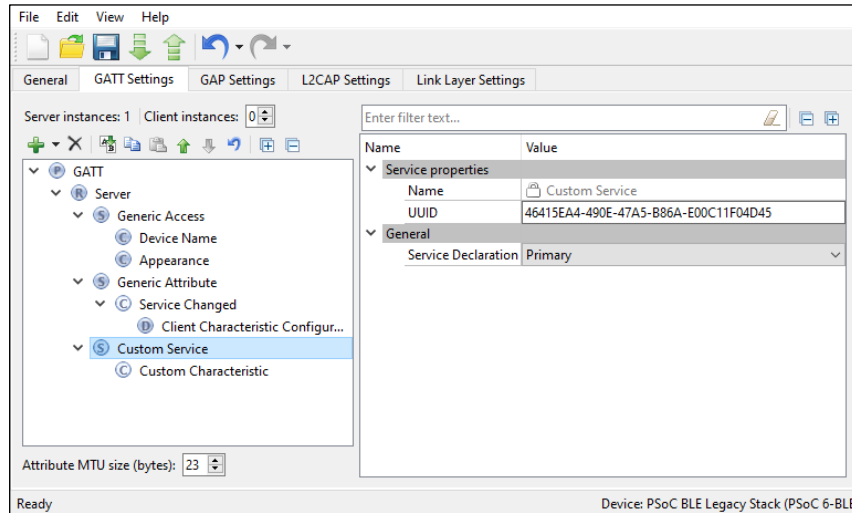 File Edit View Help
General GATT Settings GAP Settings L2CAP Settings Link Layer Settings
Server instances: 1 Client instances: 0
Enter filter text...
Name Value
P GATT
Service properties
R Server
Name Custom Service
S Generic Access
UUID 46415EA4-490E-47A5-B86A-E00C11F04D45
C Device Name
General
C Appearance
Service Declaration Primary
S Generic Attribute
C Service Changed
D Client Characteristic Configur...
S Custom Service
C Custom Characteristic
Attribute MTU size (bytes): 23
Ready Device: PSoC BLE Legacy Stack (PSoC 6-BLE